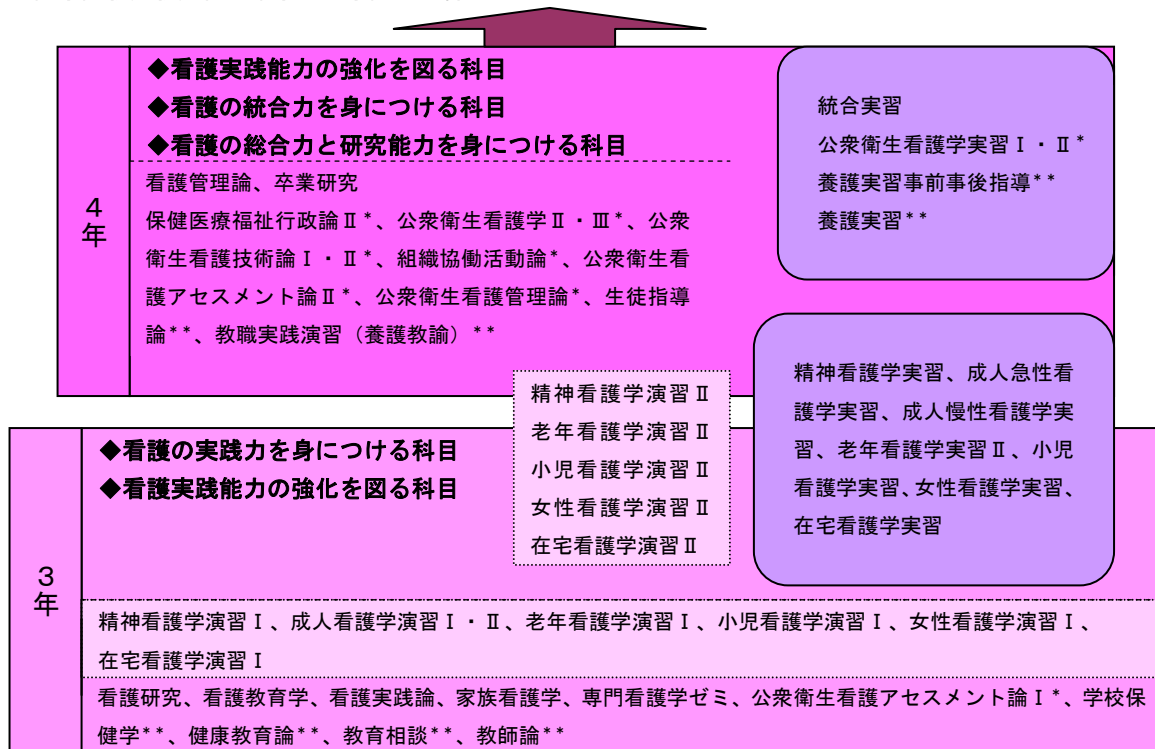 4年
◆看護実践能力の強化を図る科目
◆看護の統合力を身につける科目
◆看護の総合力と研究能力を身につける科目
看護管理論、卒業研究
保健医療福祉行政論Ⅱ*、公衆衛生看護学Ⅱ・Ⅲ*、公衆
衛生看護技術論Ⅰ・Ⅱ*、組織協働活動論*、公衆衛生看
護アセスメント論Ⅱ*、公衆衛生看護管理論*、生徒指導
論**、教職実践演習（養護教諭）**
統合実習
公衆衛生看護学実習Ⅰ・Ⅱ*
養護実習事前事後指導**
養護実習**
精神看護学実習、成人急性看
護学実習、成人慢性看護学実
習、老年看護学実習Ⅱ、小児
看護学実習、女性看護学実習、
在宅看護学実習
精神看護学演習Ⅱ
老年看護学演習Ⅱ
小児看護学演習Ⅱ
女性看護学演習Ⅱ
在宅看護学演習Ⅱ
3年
◆看護の実践力を身につける科目
◆看護実践能力の強化を図る科目
精神看護学演習Ⅰ、成人看護学演習Ⅰ・Ⅱ、老年看護学演習Ⅰ、小児看護学演習Ⅰ、女性看護学演習Ⅰ、
在宅看護学演習Ⅰ
看護研究、看護教育学、看護実践論、家族看護学、専門看護学ゼミ、公衆衛生看護アセスメント論Ⅰ*、学校保
健学**、健康教育論**、教育相談**、教師論**